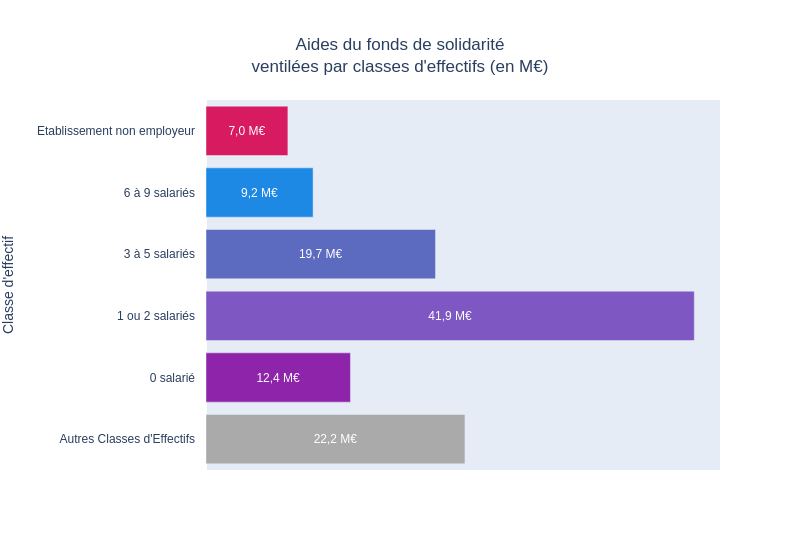 Aides du fonds de solidarité
ventilées par classes d'effectifs (en M€)
Classe d'effectif
Etablissement non employeur
7,0 M€
6 à 9 salariés
9,2 M€
3 à 5 salariés
19,7 M€
1 ou 2 salariés
41,9 M€
0 salarié
12,4 M€
Autres Classes d'Effectifs
22,2 M€